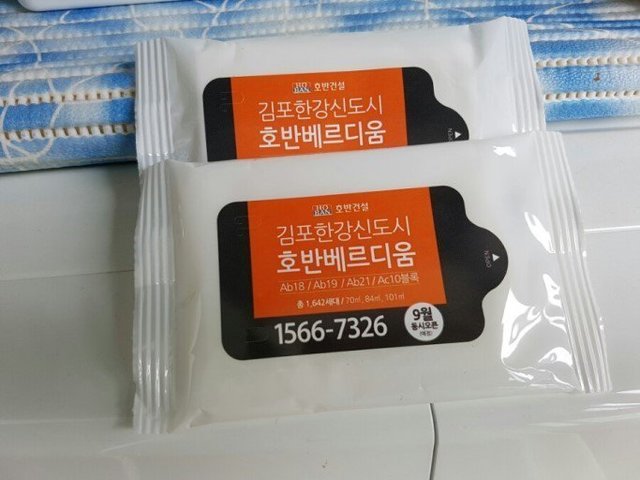 HO BAN 호반건설
김포한강신도시
호반베르디움
HO BAN 호반건설
김포한강신도시
호반베르디움
Ab18 / Ab19 / Ab21 / Ac10블록
총 1,642세대 / 70㎡, 84㎡, 101㎡
1566-7326
9월
동시오픈
(예정)
OPEN